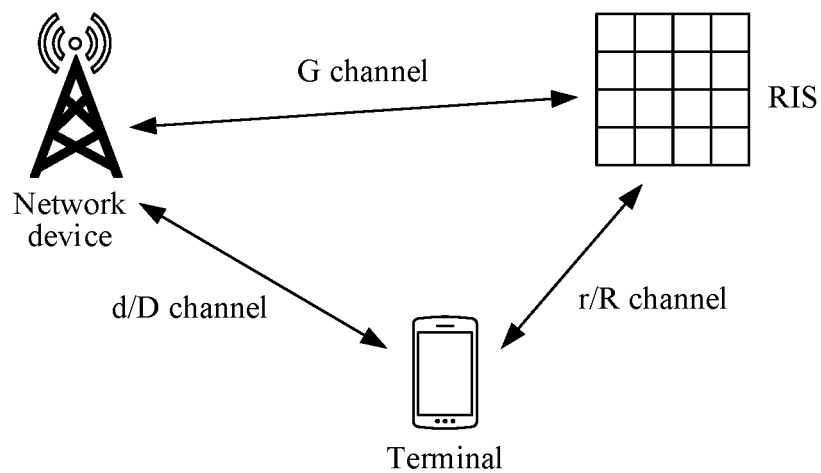 G channel
RIS
Network
device
d/D channel
r/R channel
Terminal